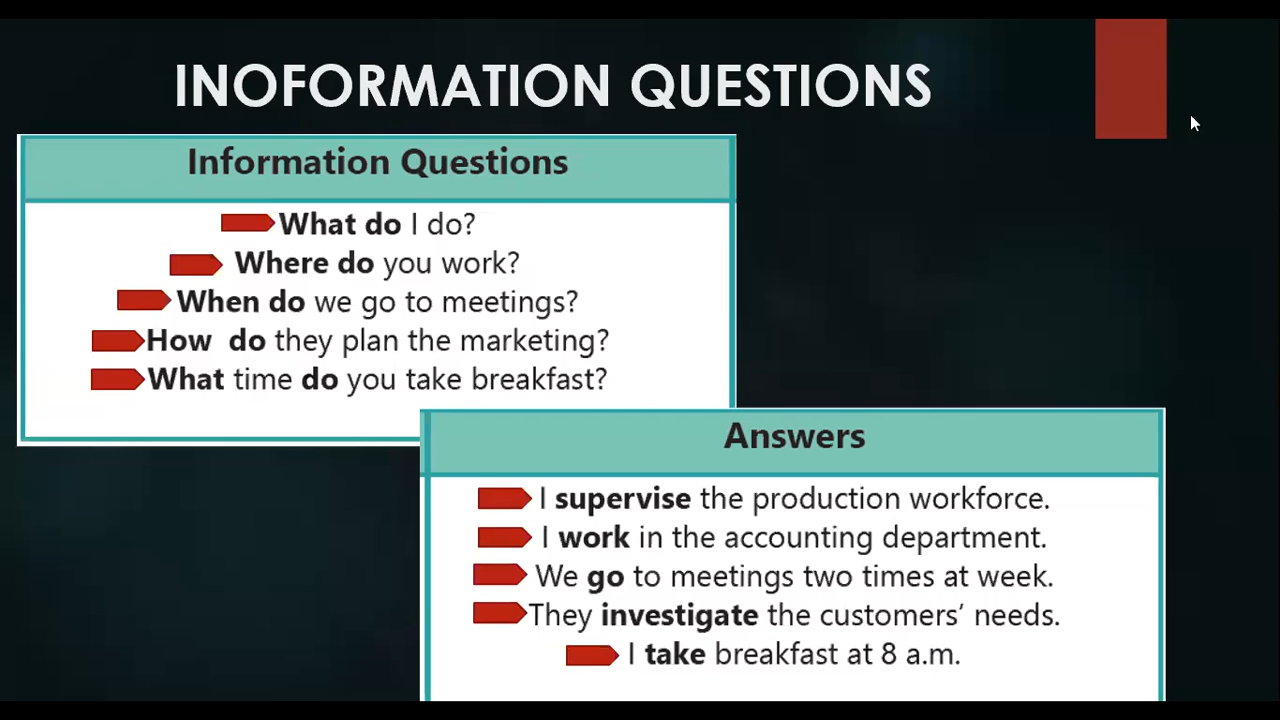 INOFORMATION QUESTIONS
Information Questions
What do I do?
Where do you work?
When do we go to meetings?
How do they plan the marketing?
What time do you take breakfast?
Answers
I supervise the production workforce.
I work in the accounting department.
We go to meetings two times at week.
They investigate the customers’ needs.
I take breakfast at 8 a.m.